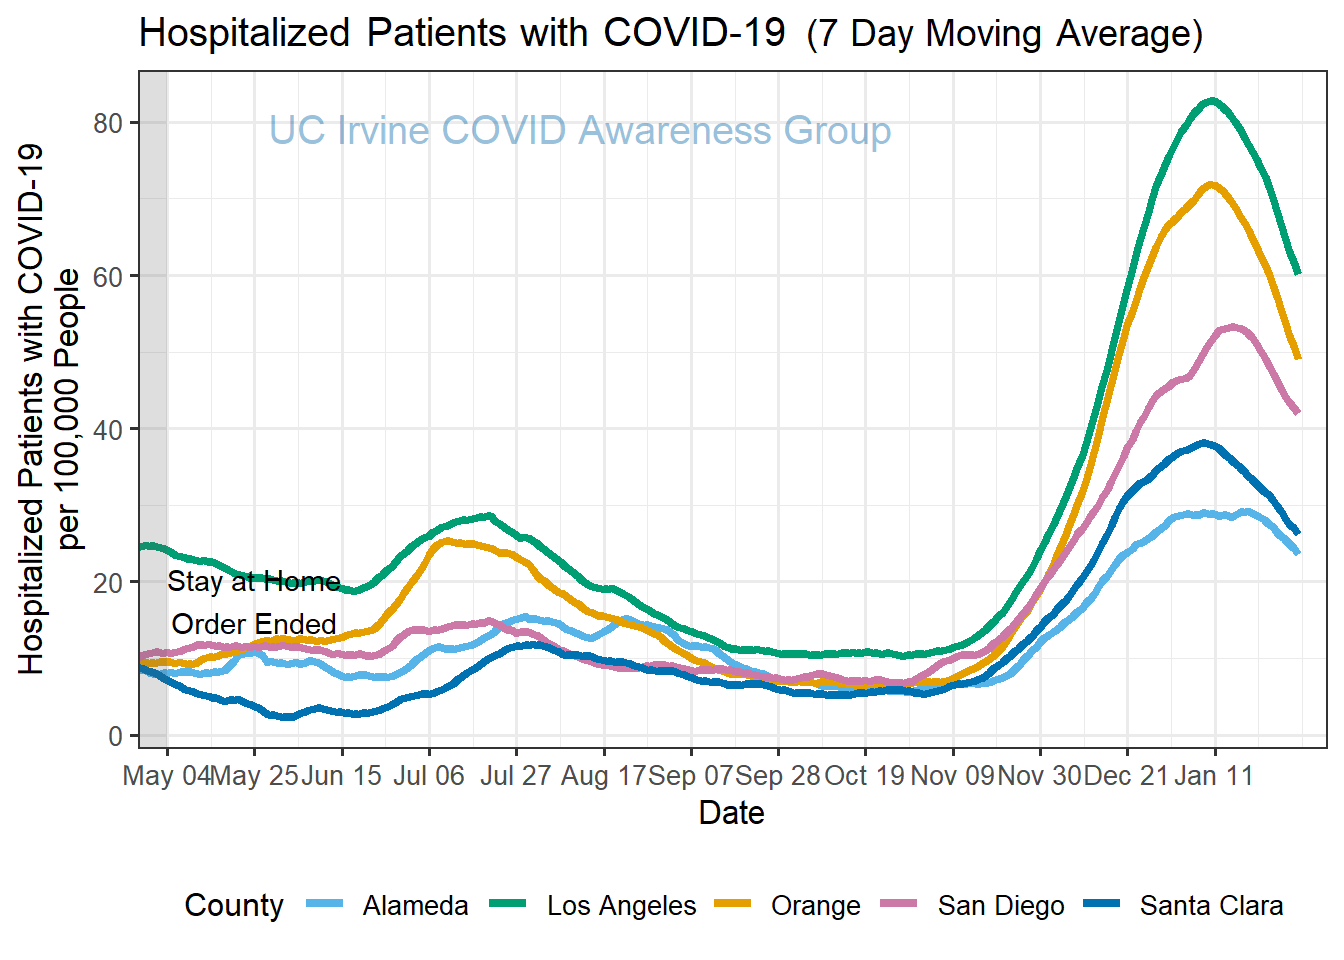 Hospitalized Patients with COVID-19 (7 Day Moving Average)
UC Irvine COVID Awareness Group
Hospitalized Patients with COVID-19
per 100,000 People
80
60
40
20
0
Stay at Home
Order Ended
May 04 May 25 Jun 15 Jul 06 Jul 27 Aug 17 Sep 07 Sep 28 Oct 19 Nov 09 Nov 30 Dec 21 Jan 11
Date
County Alameda Los Angeles Orange San Diego Santa Clara